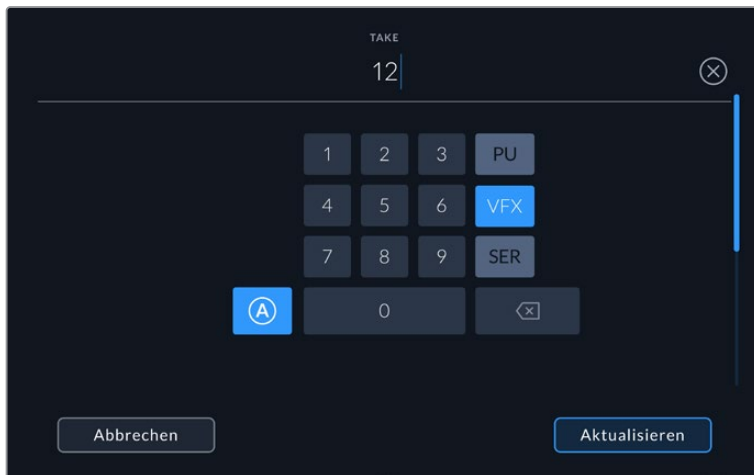 TAKE
12
1 2 3 PU
4 5 6 VFX
7 8 9 SER
A 0
Abbrechen Aktualisieren